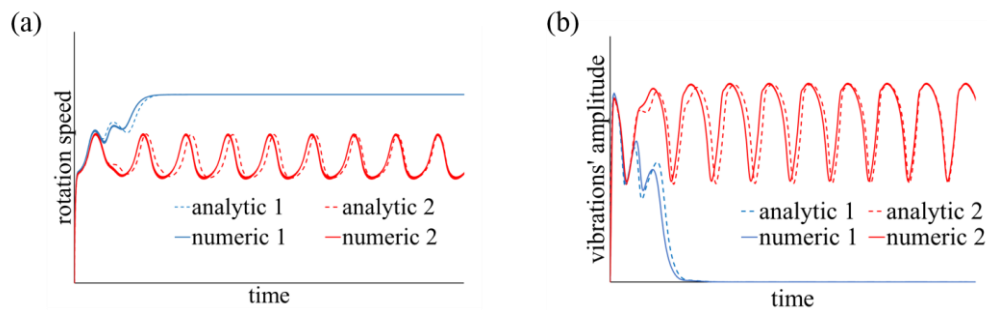 (a)
rotation speed
analytic 1
analytic 2
numeric 1
numeric 2
time
(b)
vibrations' amplitude
analytic 1
analytic 2
numeric 1
numeric 2
time